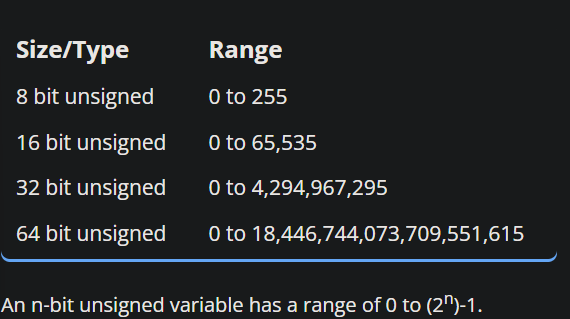 Size/Type Range
8 bit unsigned 0 to 255
16 bit unsigned 0 to 65,535
32 bit unsigned 0 to 4,294,967,295
64 bit unsigned 0 to 18,446,744,073,709,551,615
An n-bit unsigned variable has a range of 0 to (2ⁿ)-1.